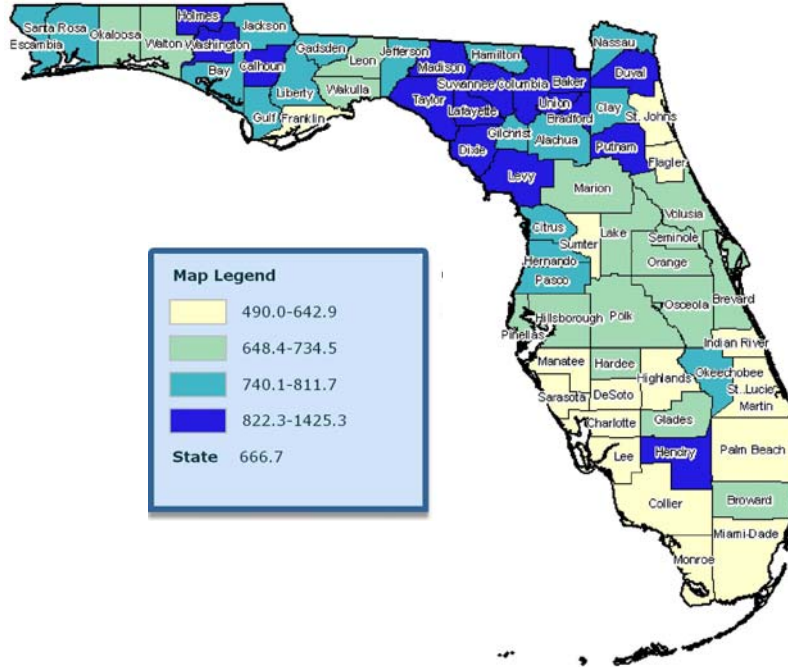 Holmes
Jackson
Santa Rosa
Okaloosa
Escambia
Walton
Washington
Bay
Calhoun
Gadsden
Leon
Jefferson
Liberty
Wakulla
Gulf
Franklin
Madison
Hamilton
Suwannee
Columbia
Baker
Nassau
Duval
Taylor
Lafayette
Union
Bradford
Clay
St. Johns
Gilchrist
Alachua
Putnam
Dixie
Flagler
Levy
Marion
Volusia
Citrus
Sumter
Lake
Seminole
Hernando
Orange
Pasco
Osceola
Brevard
Hillsborough
Polk
Pinellas
Indian River
Manatee
Hardee
Okeechobee
Highlands
St. Lucie
Sarasota
DeSoto
Martin
Charlotte
Glades
Lee
Hendry
Palm Beach
Collier
Broward
Miami-Dade
Monroe
Map Legend
490.0-642.9
648.4-734.5
740.1-811.7
822.3-1425.3
State 666.7